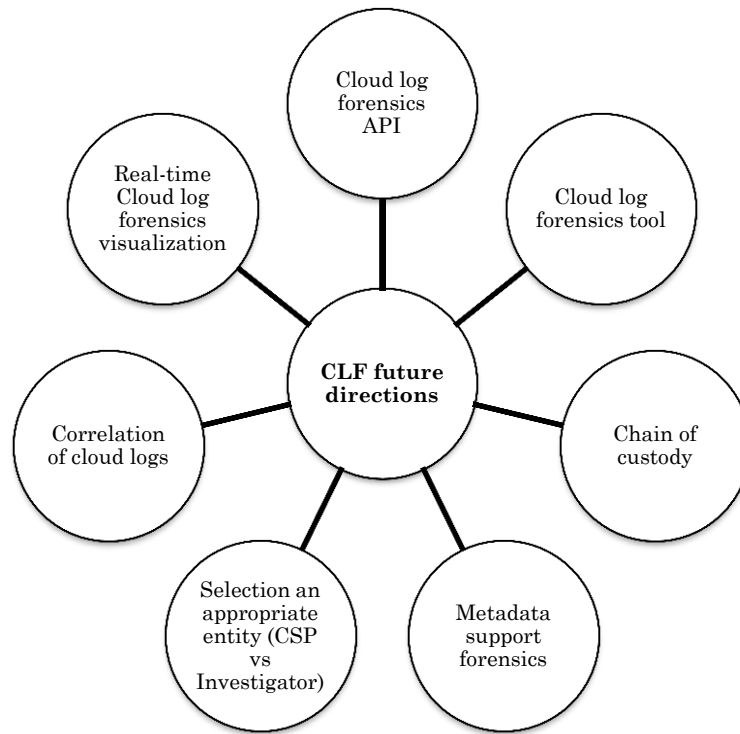 Cloud log
forensics
API
Real-time
Cloud log
forensics
visualization
Cloud log
forensics tool
CLF future
directions
Correlation
of cloud logs
Chain of
custody
Selection an
appropriate
entity (CSP
vs
Investigator)
Metadata
support
forensics